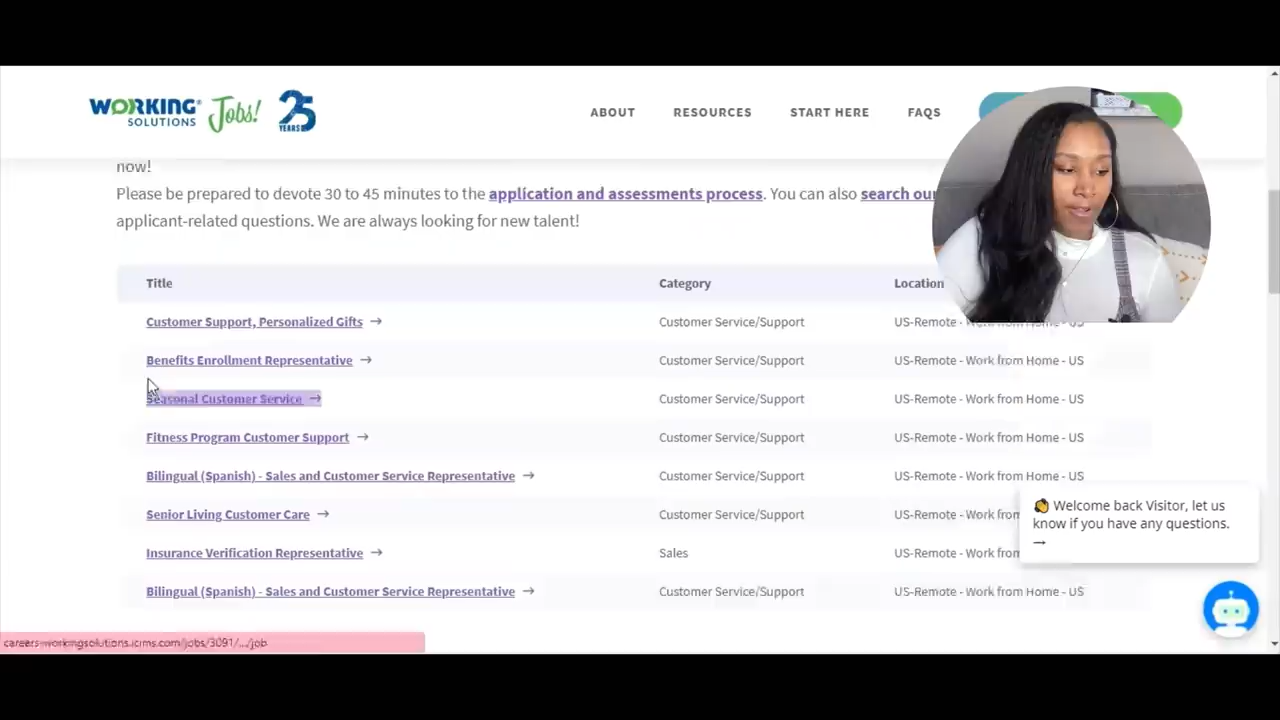 WORKING SOLUTIONS Jobs! 25 YEARS
ABOUT RESOURCES START HERE FAQS
now!
Please be prepared to devote 30 to 45 minutes to the application and assessments process. You can also search our
applicant-related questions. We are always looking for new talent!
Title Category Location
Customer Support, Personalized Gifts → Customer Service/Support US-Remote - Work from Home - US
Benefits Enrollment Representative → Customer Service/Support US-Remote - Work from Home - US
Seasonal Customer Service → Customer Service/Support US-Remote - Work from Home - US
Fitness Program Customer Support → Customer Service/Support US-Remote - Work from Home - US
Bilingual (Spanish) - Sales and Customer Service Representative → Customer Service/Support US-Remote - Work from Home - US
Senior Living Customer Care → Customer Service/Support US-Remote - Work from
Insurance Verification Representative → Sales US-Remote - Work from
Bilingual (Spanish) - Sales and Customer Service Representative → Customer Service/Support US-Remote - Work from Home - US
👋 Welcome back Visitor, let us
know if you have any questions.
→
careers-workingsolutions.icims.com/jobs/3091/.../job